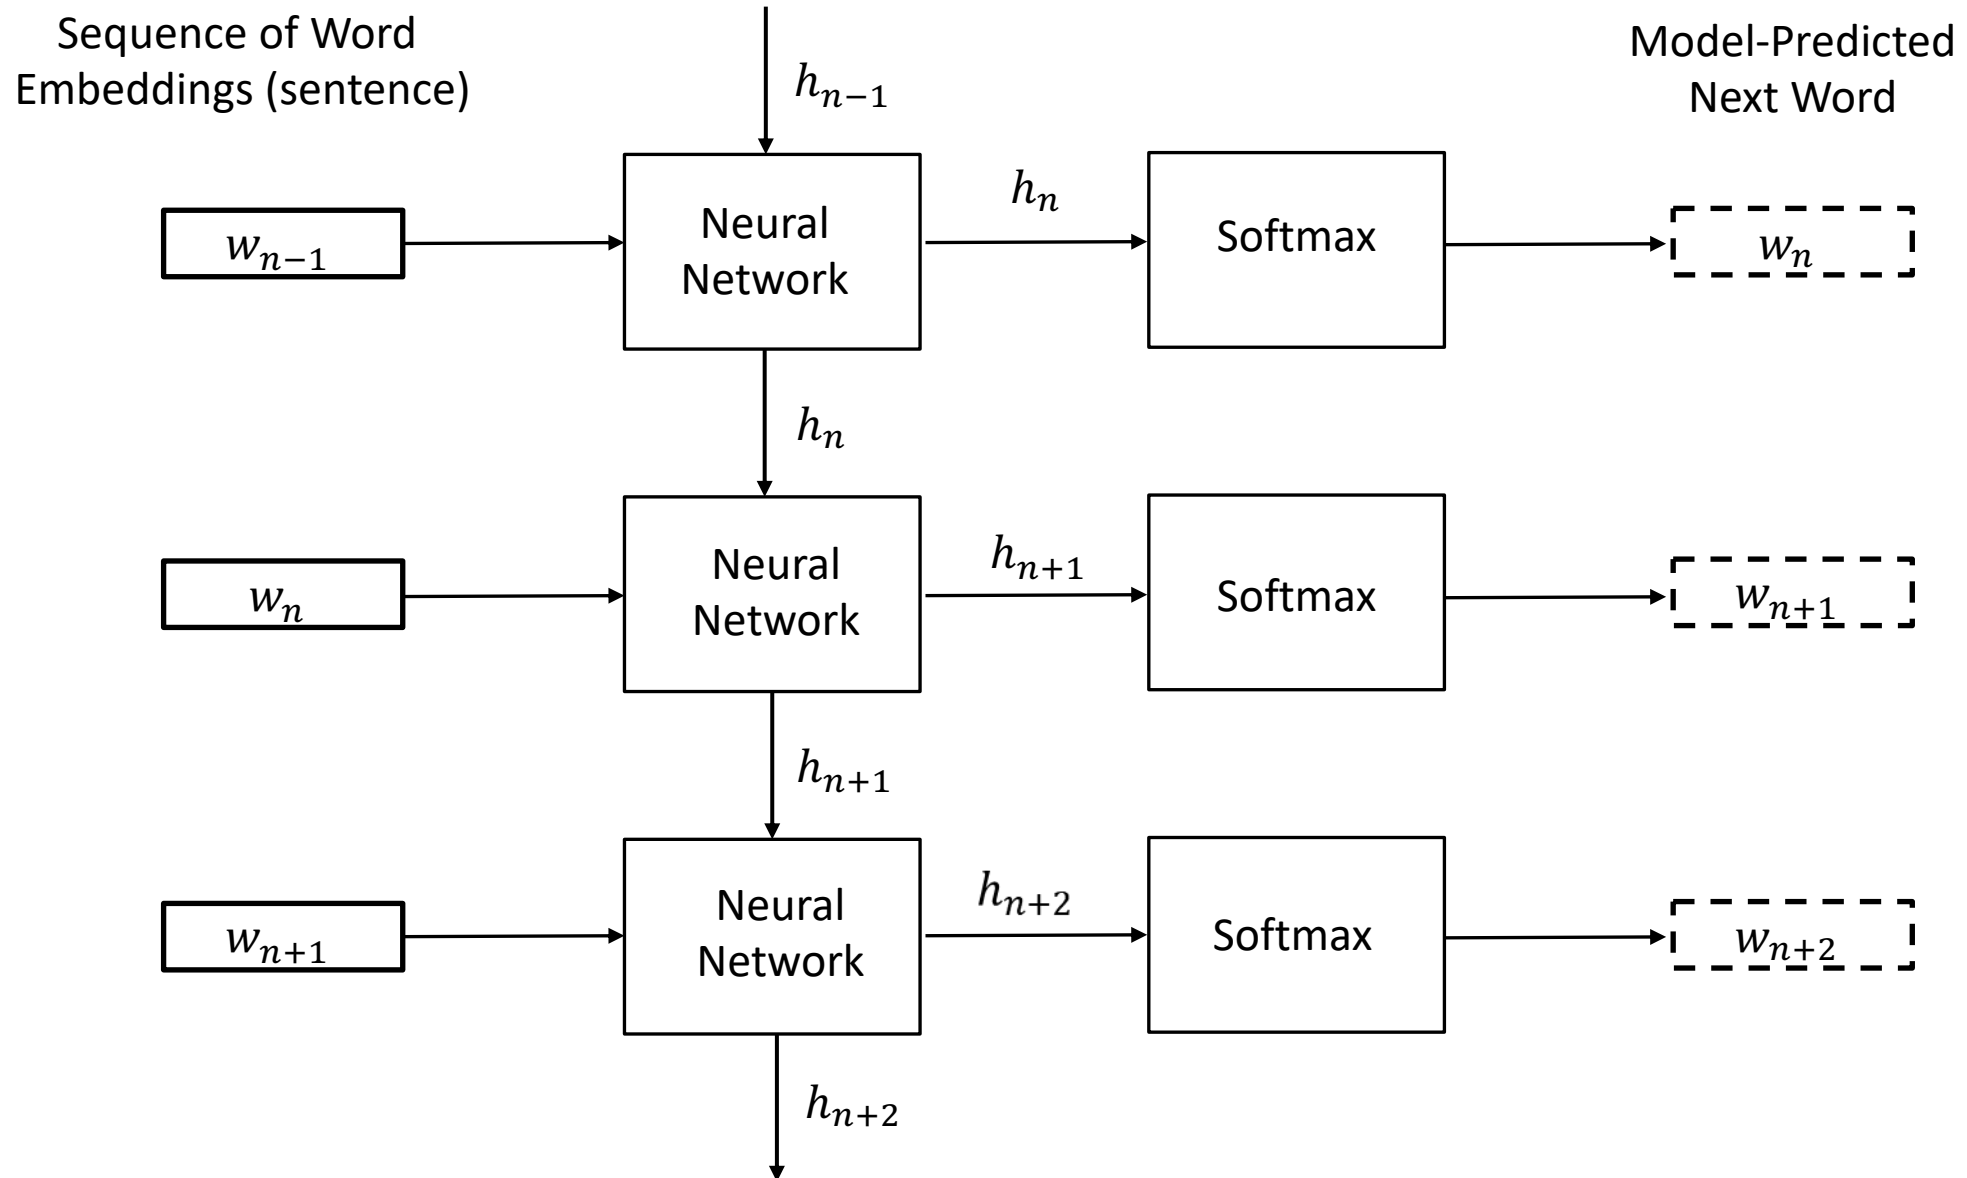 Sequence of Word
Embeddings (sentence)
Model-Predicted
Next Word
h_{n-1}
w_{n-1}
Neural
Network
h_n
Softmax
w_n
h_n
w_n
Neural
Network
h_{n+1}
Softmax
w_{n+1}
h_{n+1}
w_{n+1}
Neural
Network
h_{n+2}
Softmax
w_{n+2}
h_{n+2}